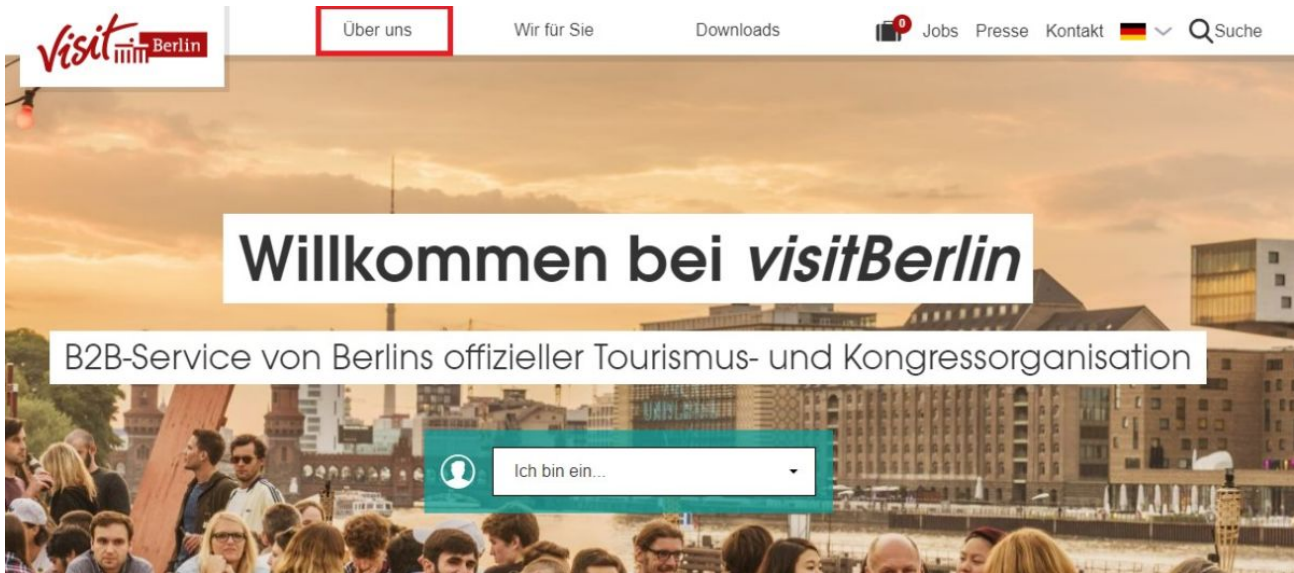 visit Berlin
Über uns
Wir für Sie
Downloads
0
Jobs
Presse
Kontakt
Suche
Willkommen bei visitBerlin
B2B-Service von Berlins offizieller Tourismus- und Kongressorganisation
Ich bin ein...